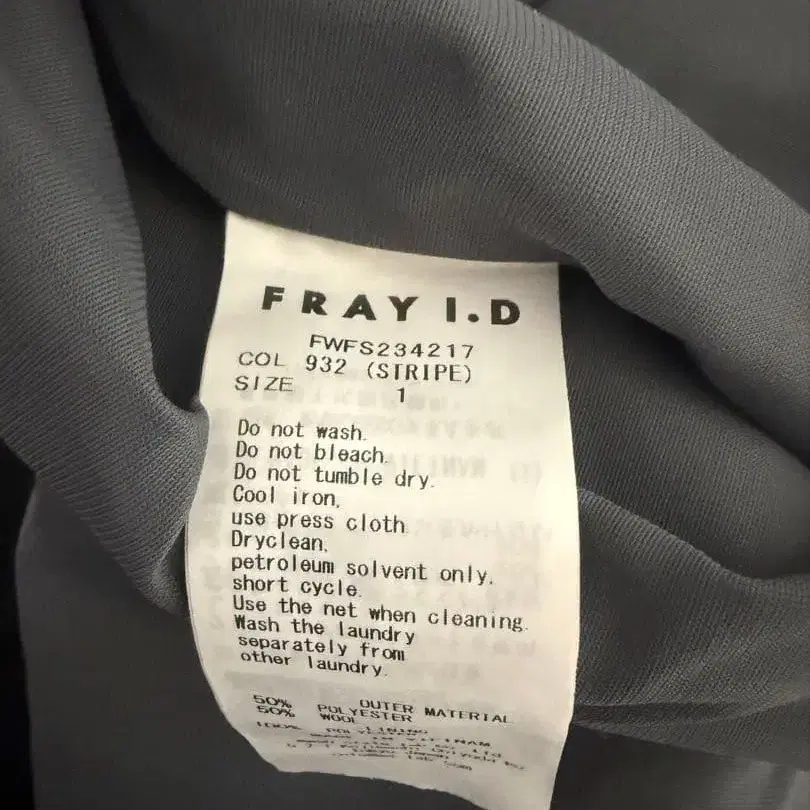 FRAY I.D
FWFS234217
COL 932 (STRIPE)
SIZE 1
Do not wash.
Do not bleach.
Do not tumble dry.
Cool iron,
use press cloth
Dryclean,
petroleum solvent only.
short cycle.
Use the net when cleaning.
Wash the laundry
separately from
other laundry.
OUTER MATERIAL
50% POLYESTER
50% WOOL
LINING
100%